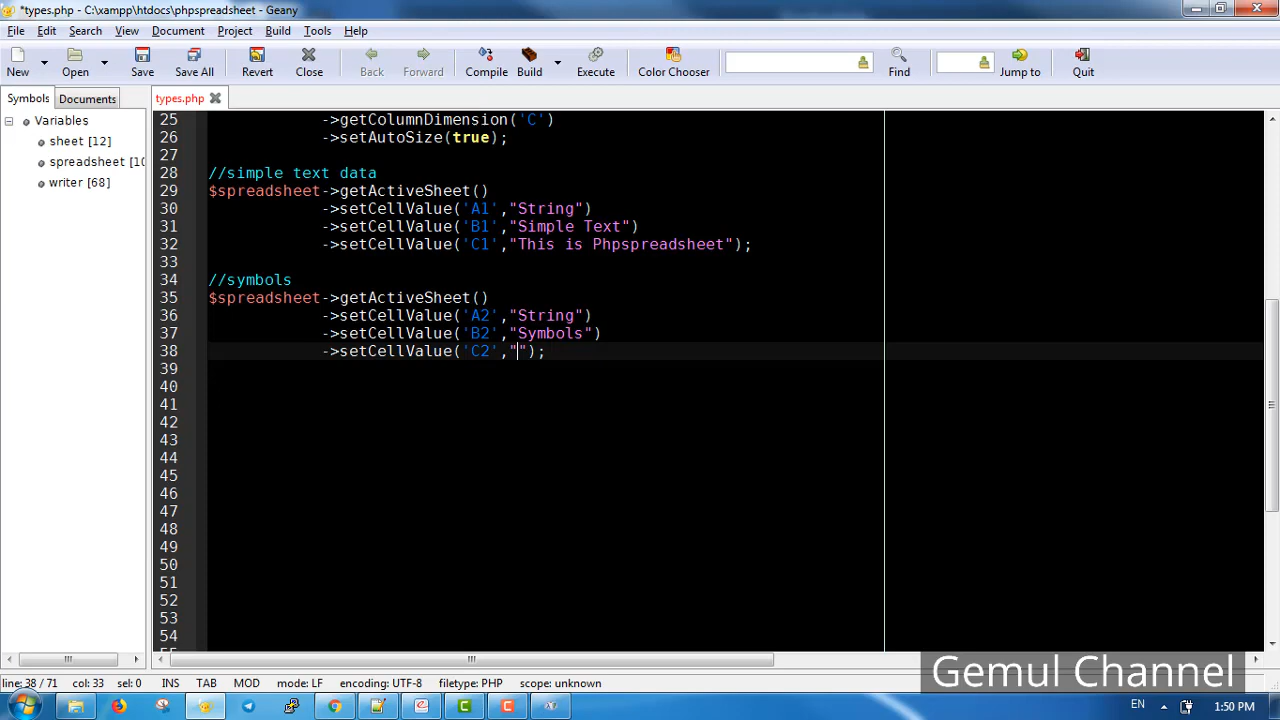 *types.php - C:\xampp\htdocs\phpspreadsheet - Geany
File Edit Search View Document Project Build Tools Help
New Open Save Save All Revert Close Back Forward Compile Build Execute Color Chooser Find Jump to Quit
Symbols Documents types.php
Variables
sheet [12]
spreadsheet [10
writer [68]
25 ->getColumnDimension('C')
26 ->setAutoSize(true);
27
28 //simple text data
29 $spreadsheet->getActiveSheet()
30 ->setCellValue('A1',"String")
31 ->setCellValue('B1',"Simple Text")
32 ->setCellValue('C1',"This is Phpspreadsheet");
33
34 //symbols
35 $spreadsheet->getActiveSheet()
36 ->setCellValue('A2',"String")
37 ->setCellValue('B2',"Symbols")
38 ->setCellValue('C2',"");
39
40
41
42
43
44
45
46
47
48
49
50
51
52
53
54
Gemul Channel
line: 38 / 71 col: 33 sel: 0 INS TAB MOD mode: LF encoding: UTF-8 filetype: PHP scope: unknown
EN 1:50 PM